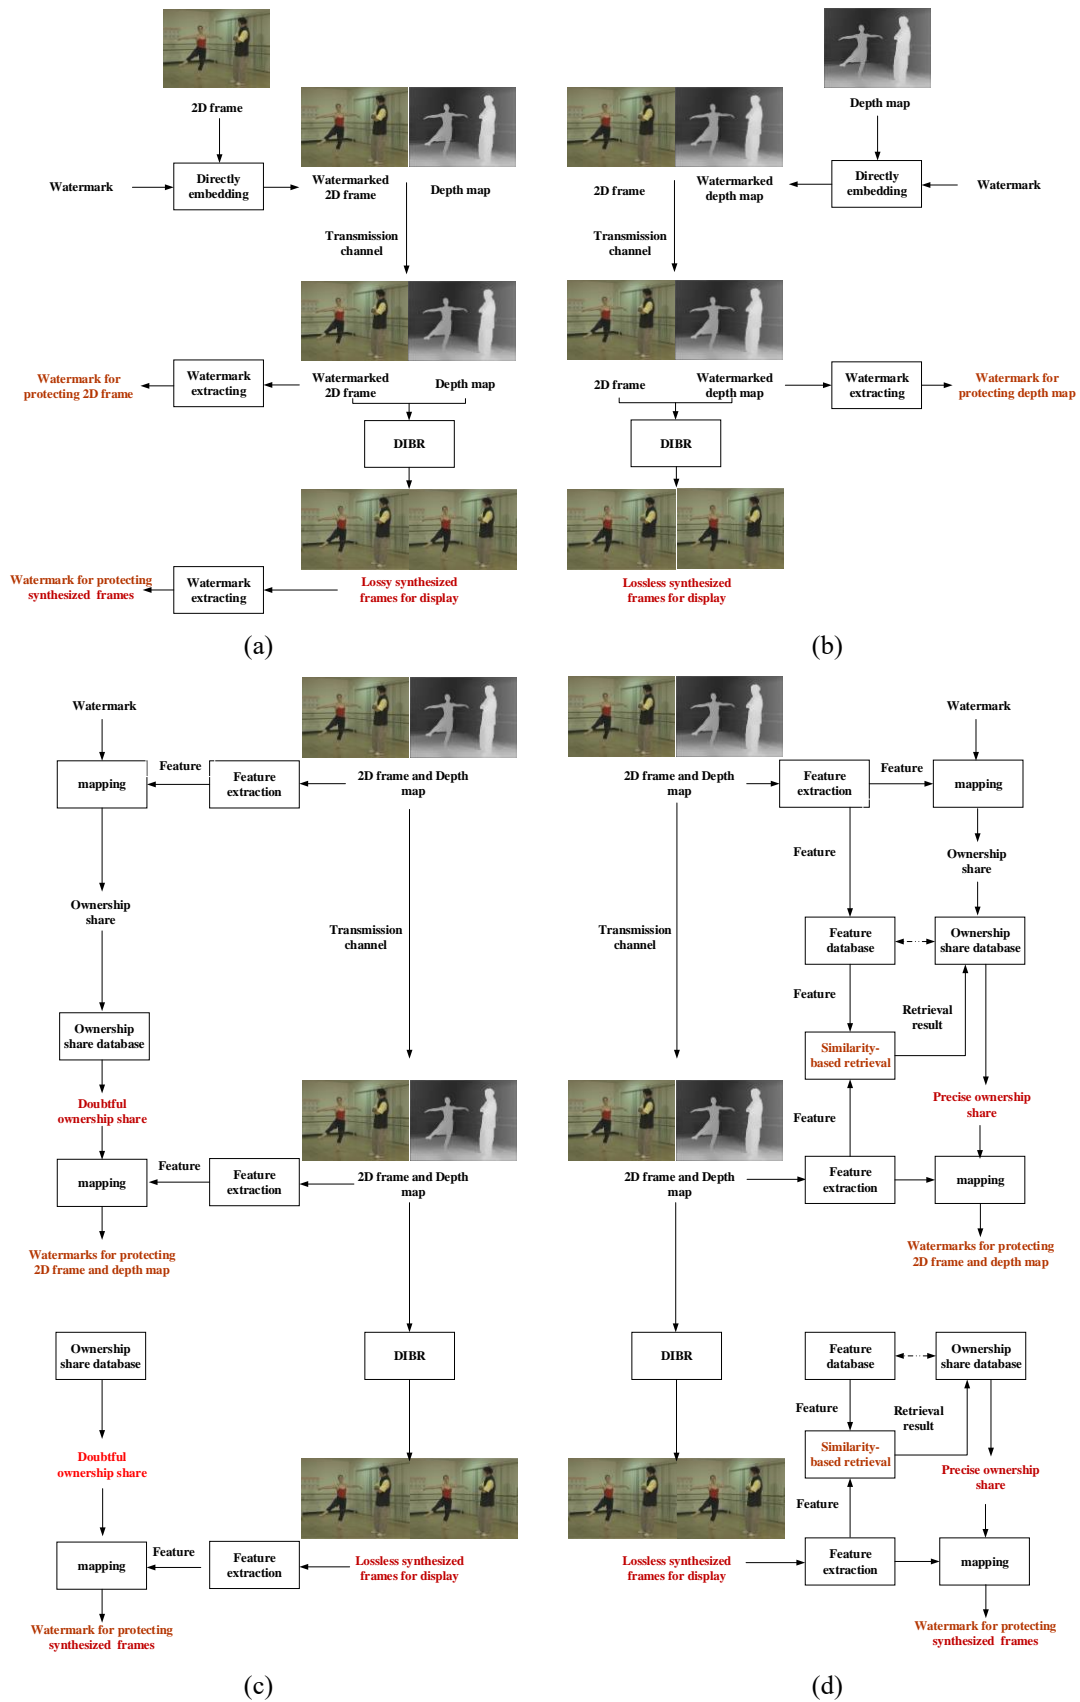 2D frame
Watermark
Directly
embedding
Watermarked
2D frame
Depth map
Transmission
channel
Watermark for
protecting 2D frame
Watermark
extracting
Watermarked
2D frame
Depth map
DIBR
Watermark for protecting
synthesized frames
Watermark
extracting
Lossy synthesized
frames for display
(a)
Depth map
2D frame
Watermarked
depth map
Directly
embedding
Watermark
Transmission
channel
2D frame
Watermarked
depth map
Watermark
extracting
Watermark for
protecting depth map
DIBR
Lossless synthesized
frames for display
(b)
Watermark
mapping
Feature
Feature
extraction
2D frame and Depth
map
Ownership
share
Transmission
channel
Ownership
share database
Doubtful
ownership share
mapping
Feature
Feature
extraction
2D frame and Depth
map
Watermarks for protecting
2D frame and depth map
Ownership
share database
DIBR
Doubtful
ownership share
mapping
Feature
Feature
extraction
Lossless synthesized
frames for display
Watermark for protecting
synthesized frames
(c)
Watermark
2D frame and Depth
map
Feature
extraction
Feature
mapping
Feature
Ownership
share
Transmission
channel
Feature
database
Ownership
share database
Feature
Retrieval
result
Similarity-
based retrieval
Precise ownership
share
Feature
2D frame and Depth
map
Feature
extraction
mapping
Watermarks for protecting
2D frame and depth map
DIBR
Feature
database
Ownership
share database
Feature
Retrieval
result
Similarity-
based retrieval
Precise ownership
share
Feature
Lossless synthesized
frames for display
Feature
extraction
mapping
Watermark for protecting
synthesized frames
(d)